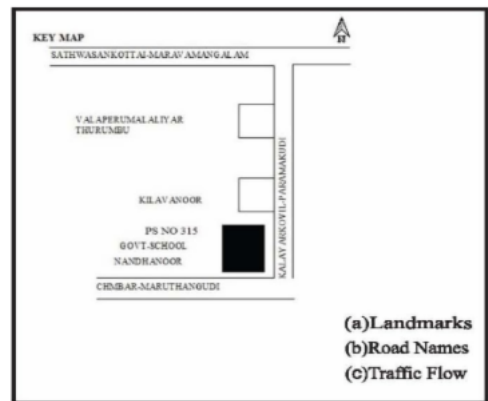 KEY MAP
N
SATHWASANKOTTAI-MARAVAMANGALAM
VALAPERUMALALIYAR
THURUMBU
KALAYARKOVIL-PARAMAKUDI
KILAVANOOR
PS NO 315
GOVT-SCHOOL
NANDHANOOR
CHMBAR-MARUTHANGUDI
(a)Landmarks
(b)Road Names
(c)Traffic Flow